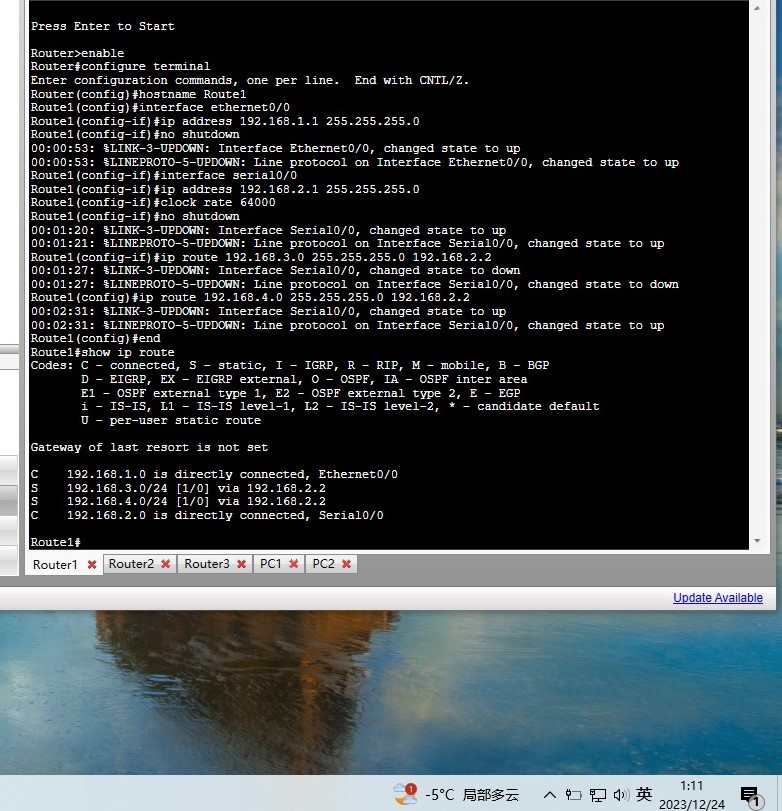 Press Enter to Start
Router>enable
Router#configure terminal
Enter configuration commands, one per line.  End with CNTL/Z.
Router(config)#hostname Route1
Route1(config)#interface ethernet0/0
Route1(config-if)#ip address 192.168.1.1 255.255.255.0
Route1(config-if)#no shutdown
00:00:53: %LINK-3-UPDOWN: Interface Ethernet0/0, changed state to up
00:00:53: %LINEPROTO-5-UPDOWN: Line protocol on Interface Ethernet0/0, changed state to up
Route1(config-if)#interface serial0/0
Route1(config-if)#ip address 192.168.2.1 255.255.255.0
Route1(config-if)#clock rate 64000
Route1(config-if)#no shutdown
00:01:20: %LINK-3-UPDOWN: Interface Serial0/0, changed state to up
00:01:21: %LINEPROTO-5-UPDOWN: Line protocol on Interface Serial0/0, changed state to up
Route1(config-if)#ip route 192.168.3.0 255.255.255.0 192.168.2.2
00:01:27: %LINK-3-UPDOWN: Interface Serial0/0, changed state to down
00:01:27: %LINEPROTO-5-UPDOWN: Line protocol on Interface Serial0/0, changed state to down
Route1(config)#ip route 192.168.4.0 255.255.255.0 192.168.2.2
00:02:31: %LINK-3-UPDOWN: Interface Serial0/0, changed state to up
00:02:31: %LINEPROTO-5-UPDOWN: Line protocol on Interface Serial0/0, changed state to up
Route1(config)#end
Route1#show ip route
Codes: C - connected, S - static, I - IGRP, R - RIP, M - mobile, B - BGP
D - EIGRP, EX - EIGRP external, O - OSPF, IA - OSPF inter area
E1 - OSPF external type 1, E2 - OSPF external type 2, E - EGP
i - IS-IS, L1 - IS-IS level-1, L2 - IS-IS level-2, * - candidate default
U - per-user static route
Gateway of last resort is not set
C    192.168.1.0 is directly connected, Ethernet0/0
S    192.168.3.0/24 [1/0] via 192.168.2.2
S    192.168.4.0/24 [1/0] via 192.168.2.2
C    192.168.2.0 is directly connected, Serial0/0
Route1#
Router1 Router2 Router3 PC1 PC2
Update Available
1 -5°C 局部多云 英 1:11 1
2023/12/24